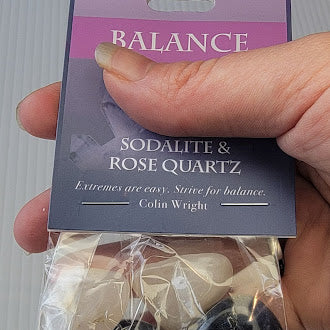 BALANCE
SODALITE &
ROSE QUARTZ
Extremes are easy. Strive for balance.
Colin Wright